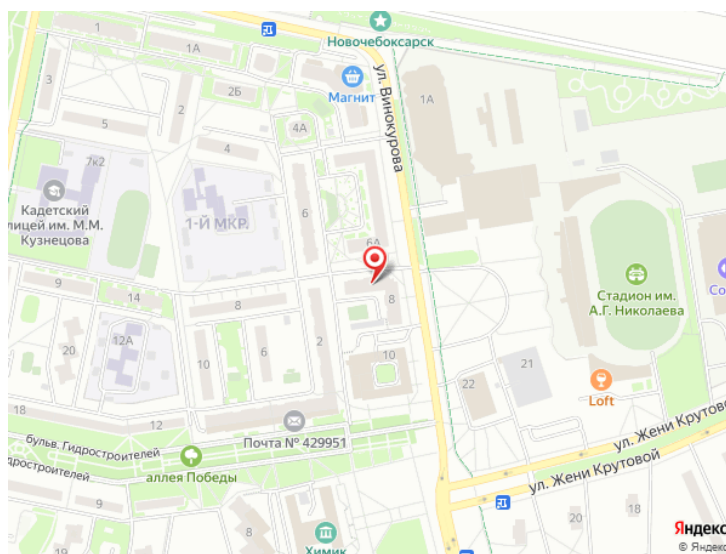 Новочебоксарск
1А
3
2Б
Магнит
ул. Винокурова
5
2
4А
1А
4
7к2
Кадетский
лицей им. М.М.
Кузнецова
1-Й МКР.
6
6А
9
14
8
Стадион им.
А.Г. Николаева
Со
12А
20
10
6
2
10
21
22
Loft
18
12
Почта № 429951
бульв. Гидростроителей
дростроителей
аллея Победы
ул. Жени Крутовой
ул. Жени Крутовой
9
8
Химик
20
18
Яндекс
© Яндекс